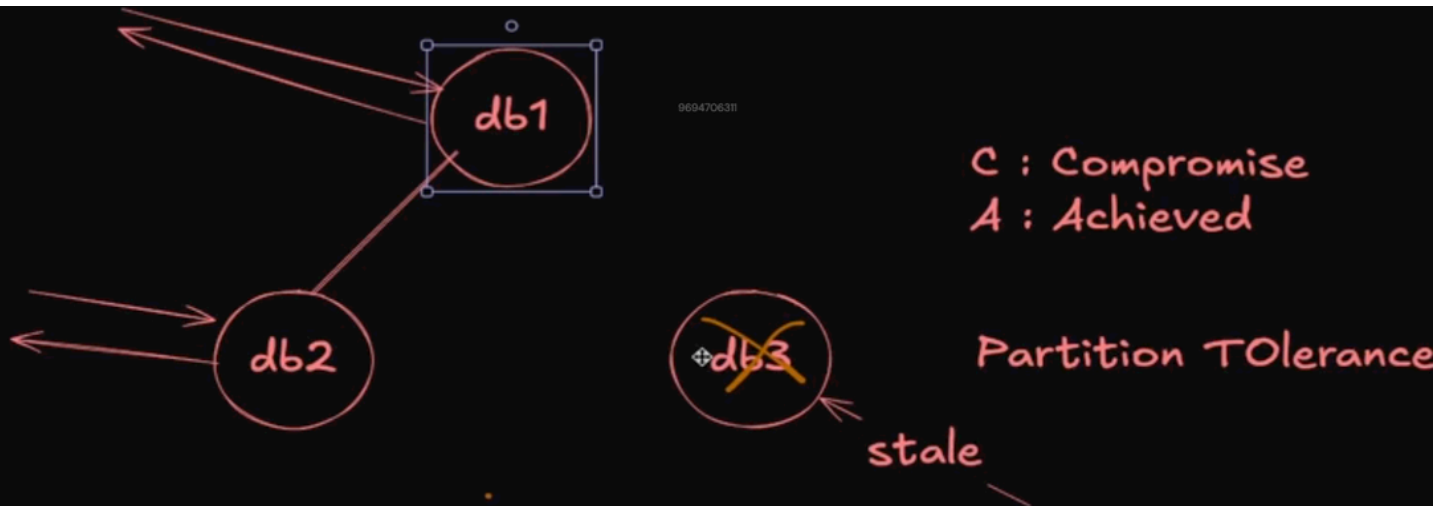 db1
9694706311
C : Compromise
A : Achieved
db2
db3
Partition TOlerance
stale